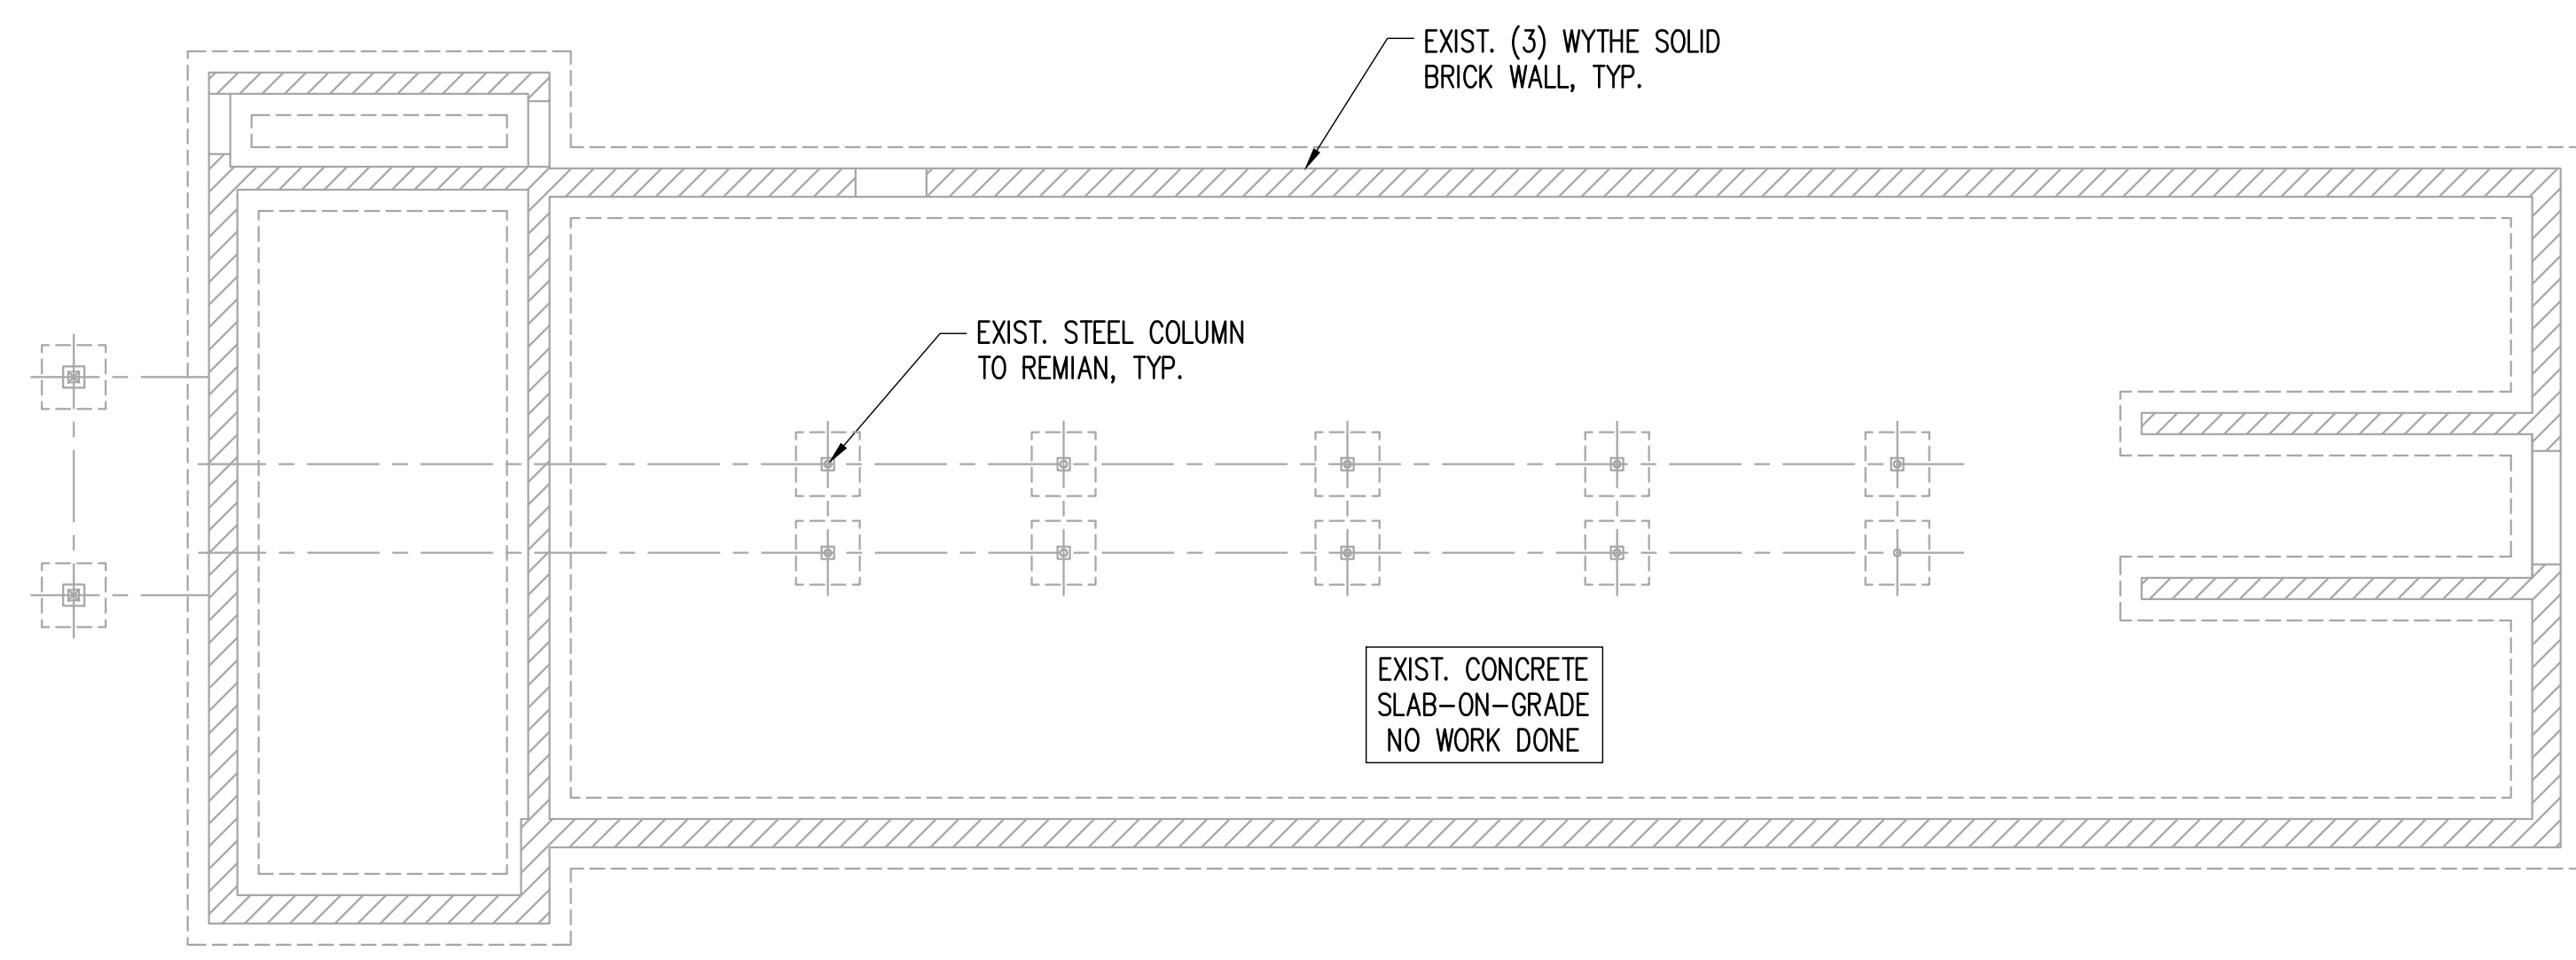 EXIST. (3) WYTHE SOLID
BRICK WALL, TYP.
EXIST. STEEL COLUMN
TO REMIAN, TYP.
EXIST. CONCRETE
SLAB-ON-GRADE
NO WORK DONE